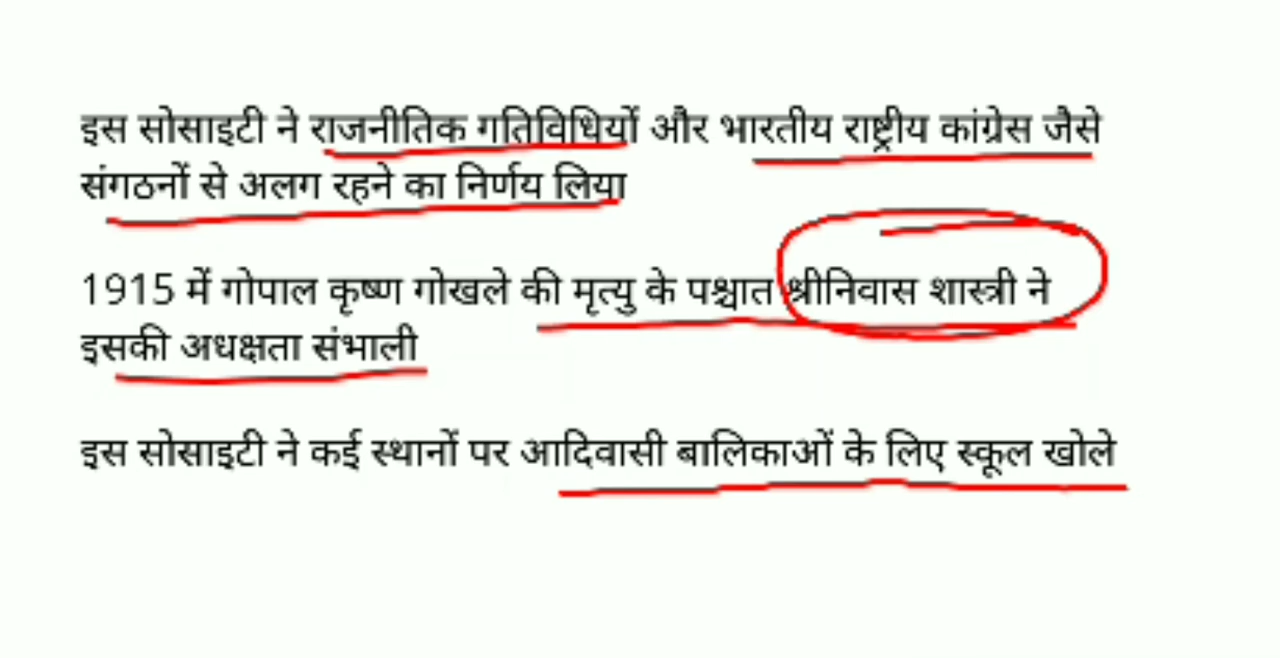 इस सोसाइटी ने राजनीतिक गतिविधियों और भारतीय राष्ट्रीय कांग्रेस जैसे
संगठनों से अलग रहने का निर्णय लिया
1915 में गोपाल कृष्ण गोखले की मृत्यु के पश्चात श्रीनिवास शास्त्री ने
इसकी अधक्षता संभाली
इस सोसाइटी ने कई स्थानों पर आदिवासी बालिकाओं के लिए स्कूल खोले